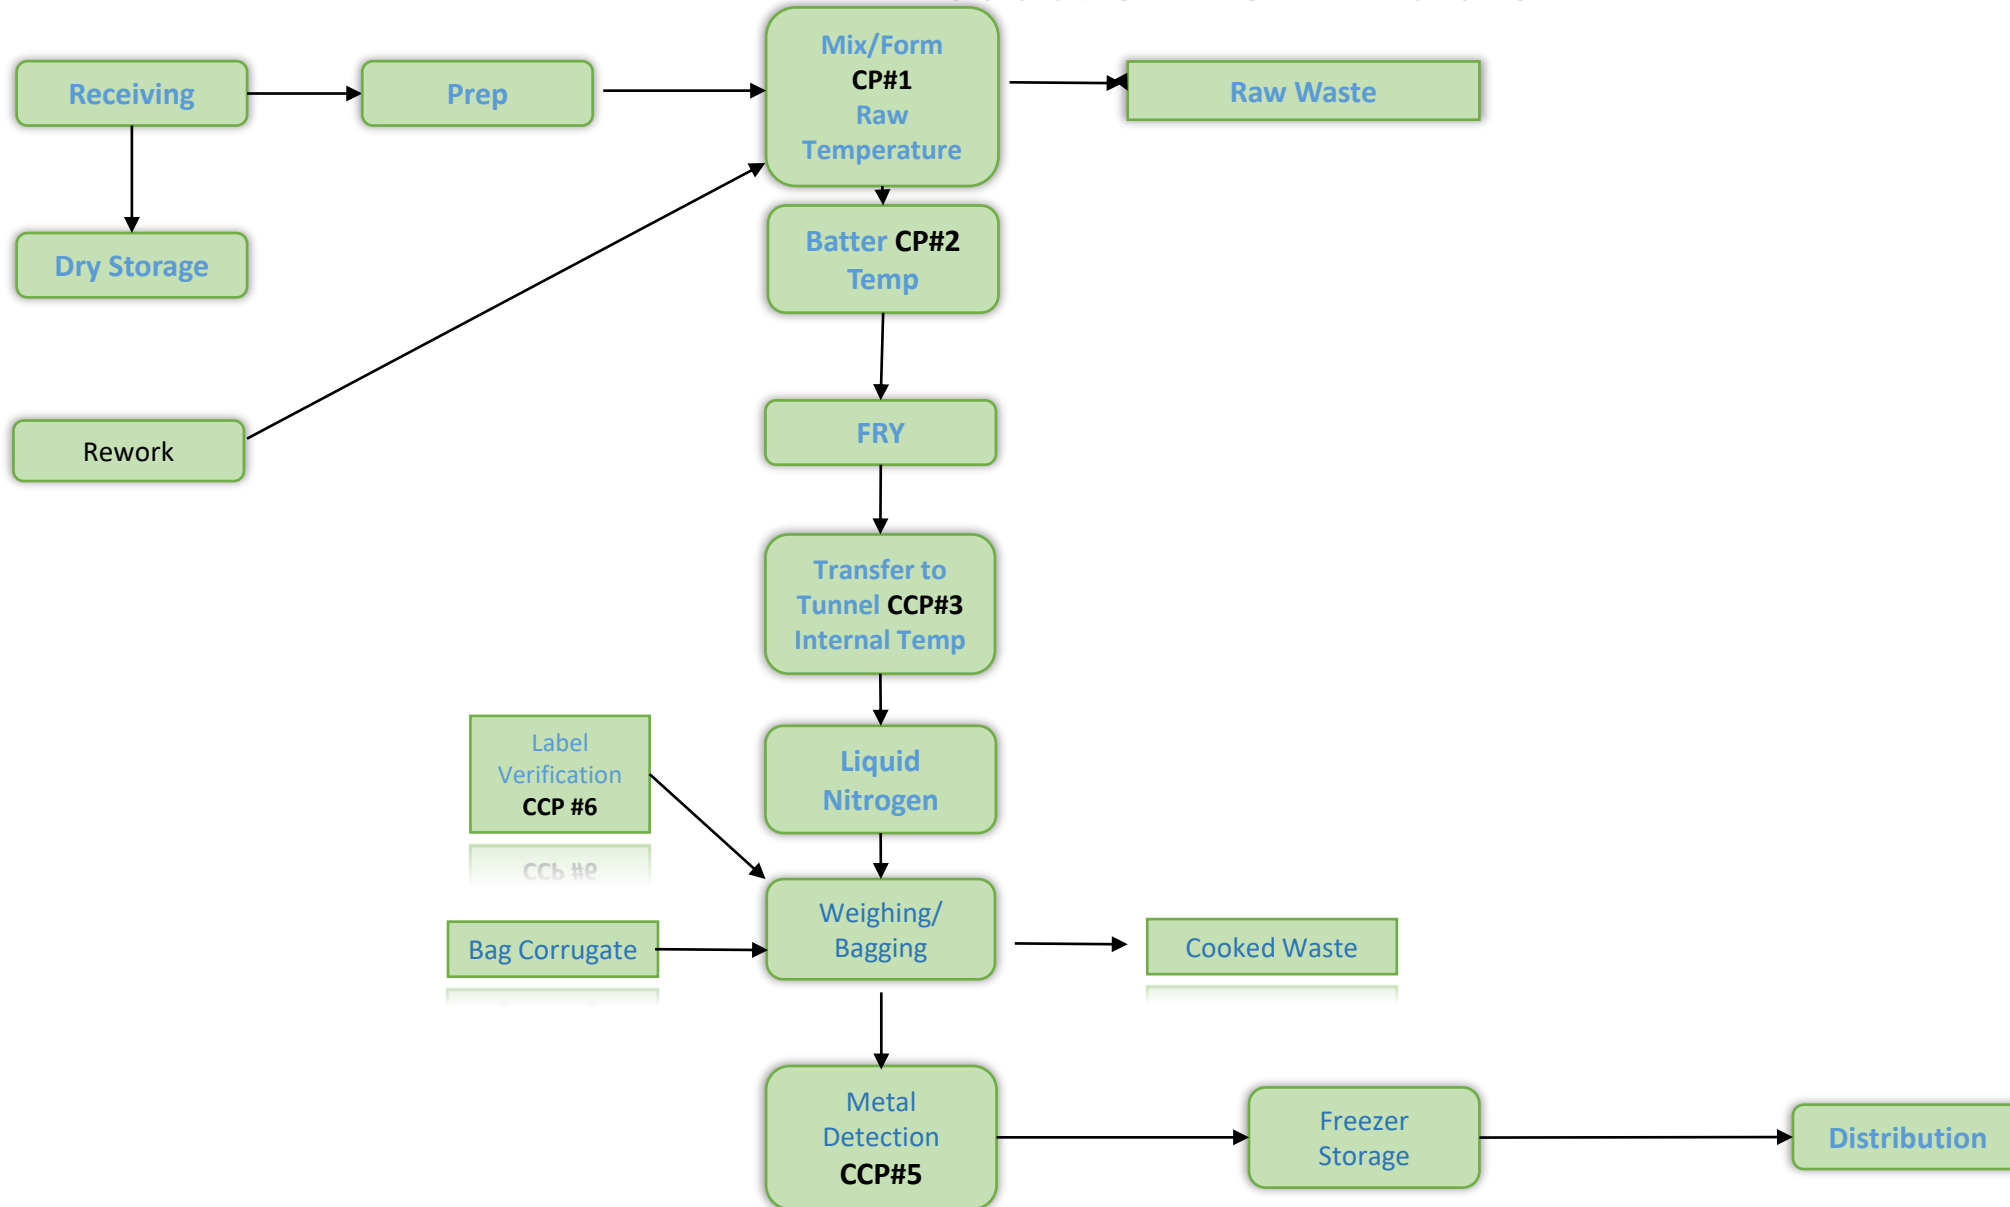 Mix/Form
CP#1
Raw
Temperature
Receiving
Prep
Raw Waste
Dry Storage
Batter CP#2
Temp
Rework
FRY
Transfer to
Tunnel CCP#3
Internal Temp
Label
Verification
CCP #6
Liquid
Nitrogen
Weighing/
Bagging
Bag Corrugate
Cooked Waste
Metal
Detection
CCP#5
Freezer
Storage
Distribution